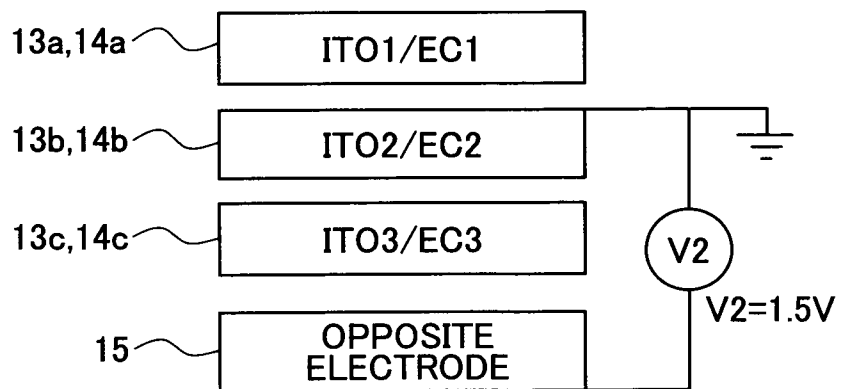 13a,14a
ITO1/EC1
13b,14b
ITO2/EC2
13c,14c
ITO3/EC3
V2
V2=1.5V
15
OPPOSITE
ELECTRODE